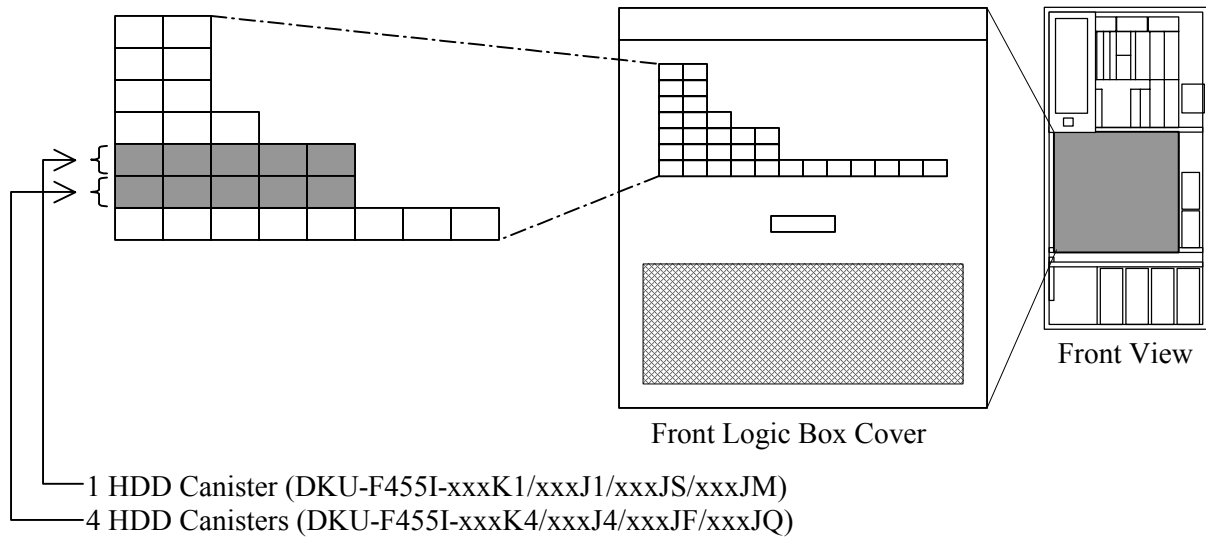 Front View
Front Logic Box Cover
1 HDD Canister (DKU-F455I-xxxK1/xxxJ1/xxxJS/xxxJM)
4 HDD Canisters (DKU-F455I-xxxK4/xxxJ4/xxxJF/xxxJQ)